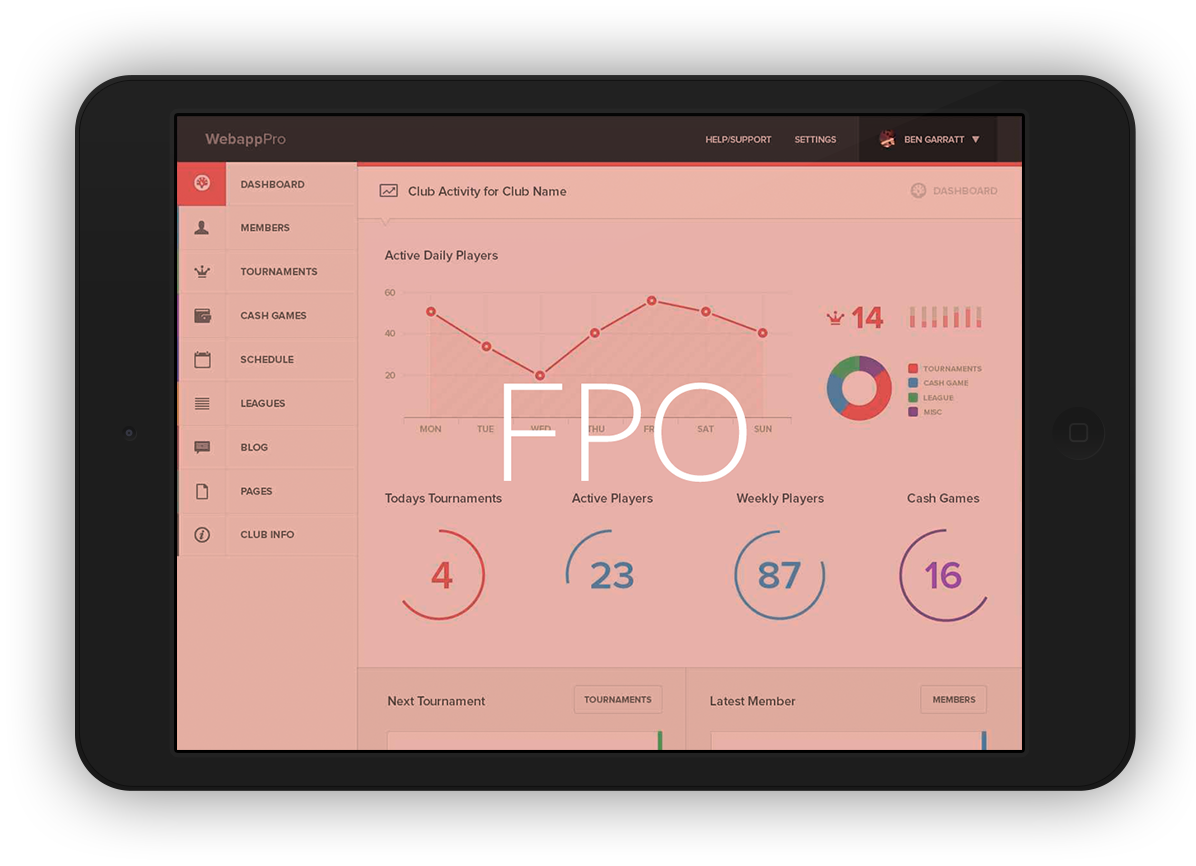 WebappPro
HELP/SUPPORT
SETTINGS
BEN GARRATT
DASHBOARD
MEMBERS
TOURNAMENTS
CASH GAMES
SCHEDULE
LEAGUES
BLOG
PAGES
CLUB INFO
Club Activity for Club Name
DASHBOARD
Active Daily Players
60
40
20
MON TUE WED THU FRI SAT SUN
14
TOURNAMENTS
CASH GAME
LEAGUE
MISC
FPO
Todays Tournaments
4
Active Players
23
Weekly Players
87
Cash Games
16
Next Tournament
TOURNAMENTS
Latest Member
MEMBERS